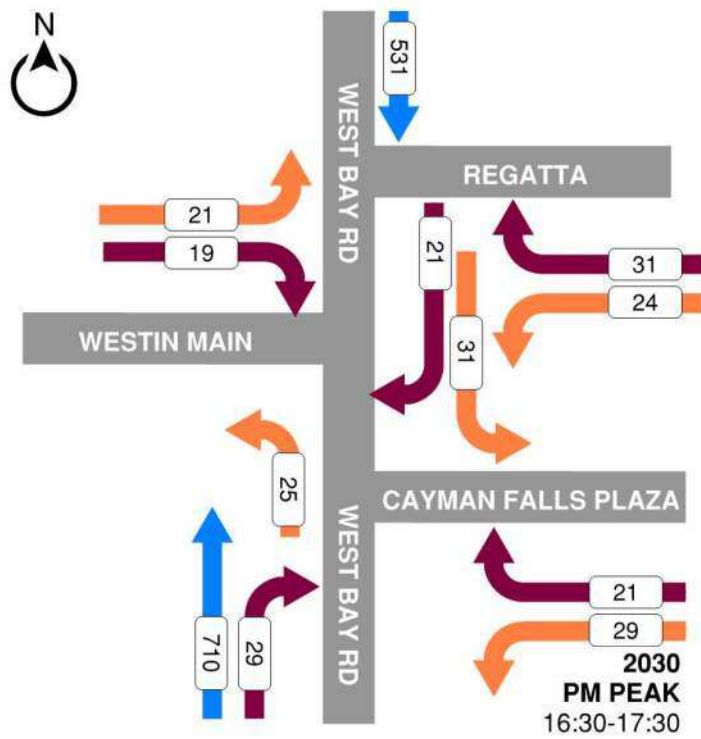 N
531
WEST BAY RD
REGATTA
21
19
21
31
24
31
WESTIN MAIN
25
CAYMAN FALLS PLAZA
WEST BAY RD
710
29
21
29
2030
PM PEAK
16:30-17:30